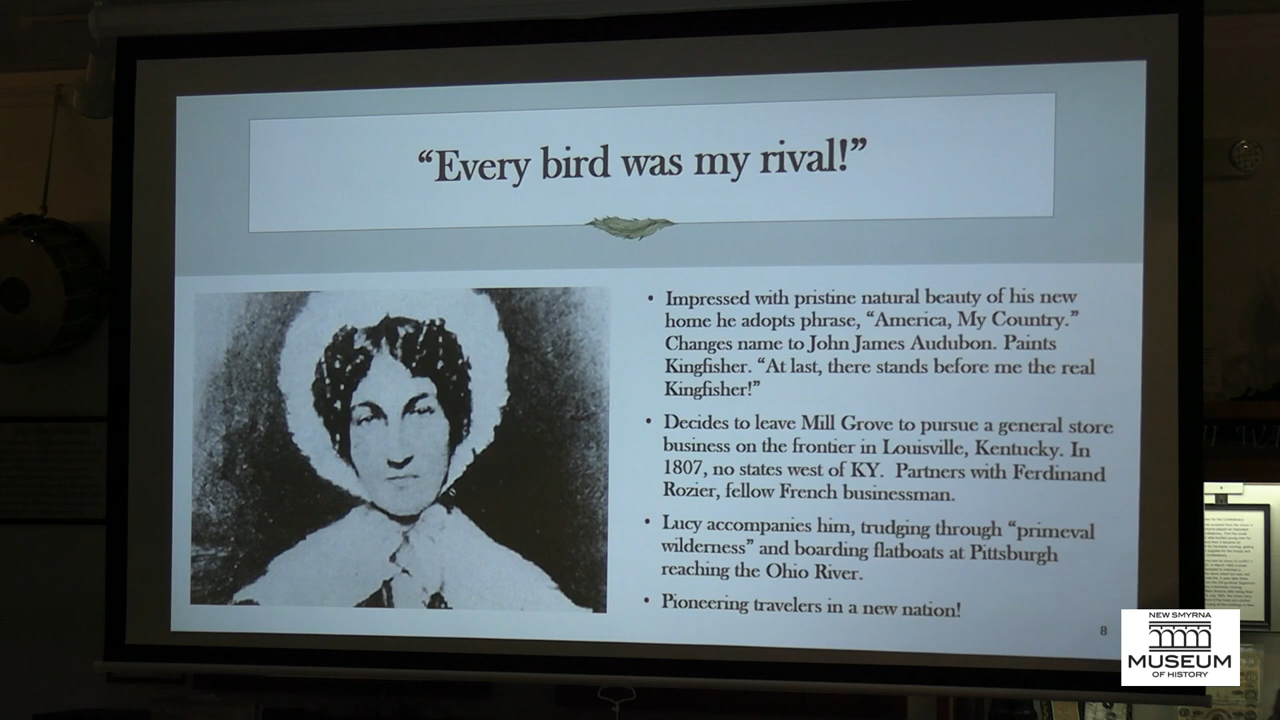 “Every bird was my rival!”
• Impressed with pristine natural beauty of his new
home he adopts phrase, “America, My Country.”
Changes name to John James Audubon. Paints
Kingfisher. “At last, there stands before me the real
Kingfisher!”
• Decides to leave Mill Grove to pursue a general store
business on the frontier in Louisville, Kentucky. In
1807, no states west of KY. Partners with Ferdinand
Rozier, fellow French businessman.
• Lucy accompanies him, trudging through “primeval
wilderness” and boarding flatboats at Pittsburgh
reaching the Ohio River.
• Pioneering travelers in a new nation!
8
NEW SMYRNA
MUSEUM
OF HISTORY